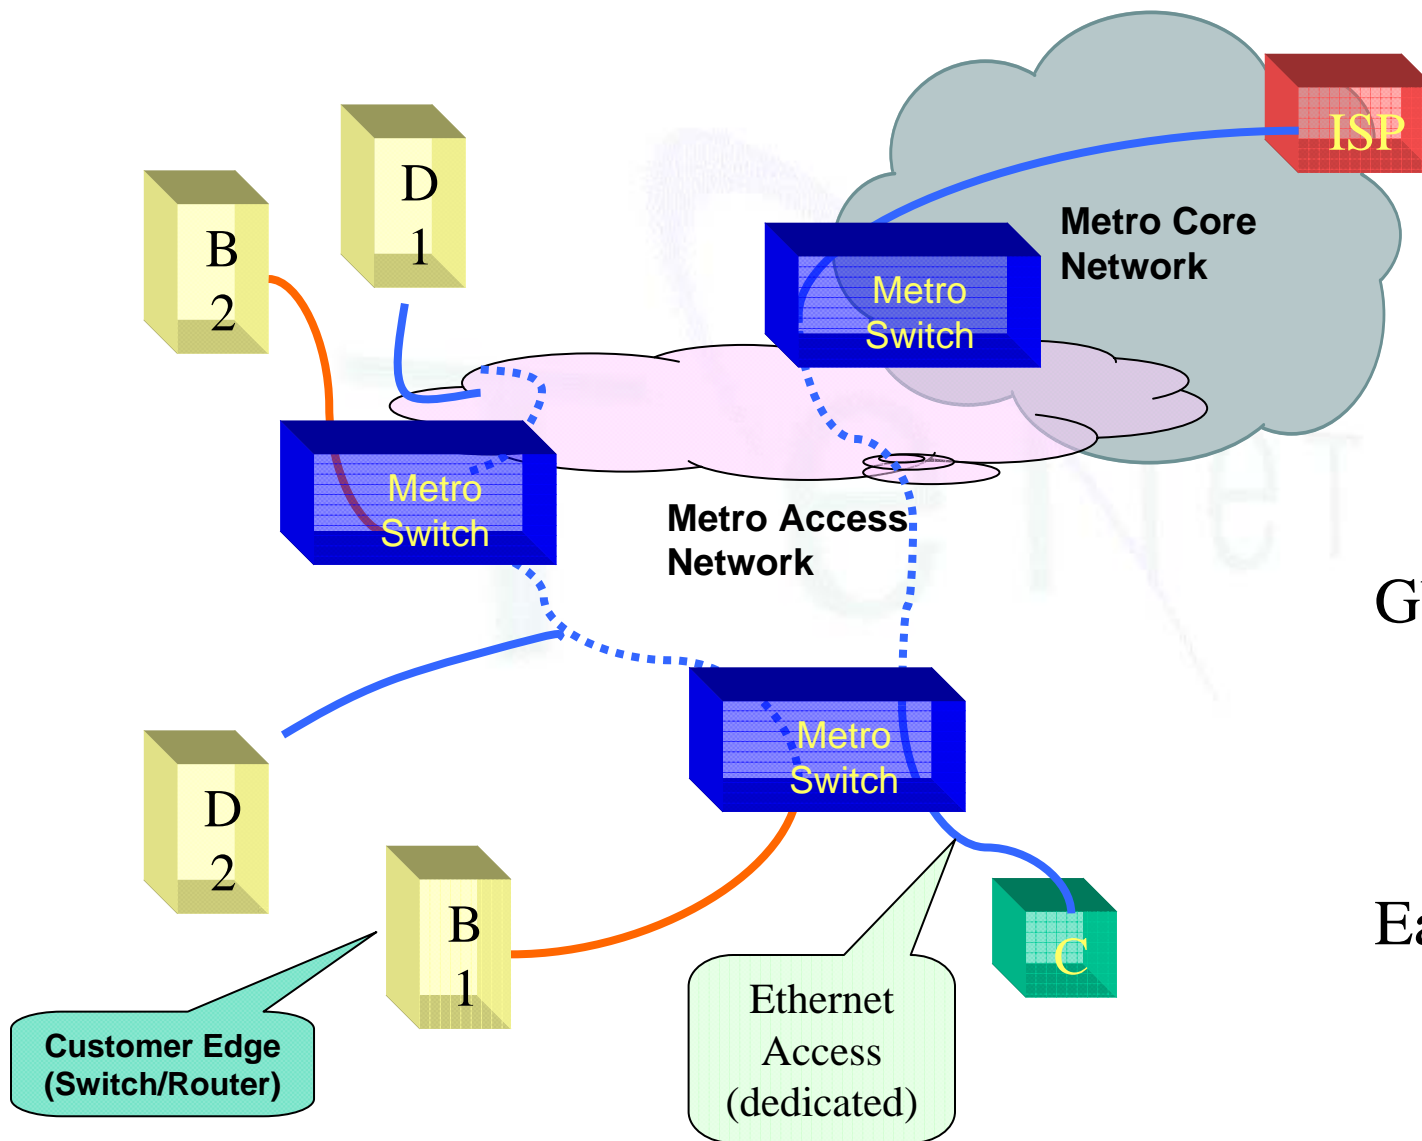 ISP
D
1
B
2
Metro Core
Network
Metro
Switch
Metro
Switch
Metro Access
Network
Metro
Switch
D
2
B
1
C
Customer Edge
(Switch/Router)
Ethernet
Access
(dedicated)